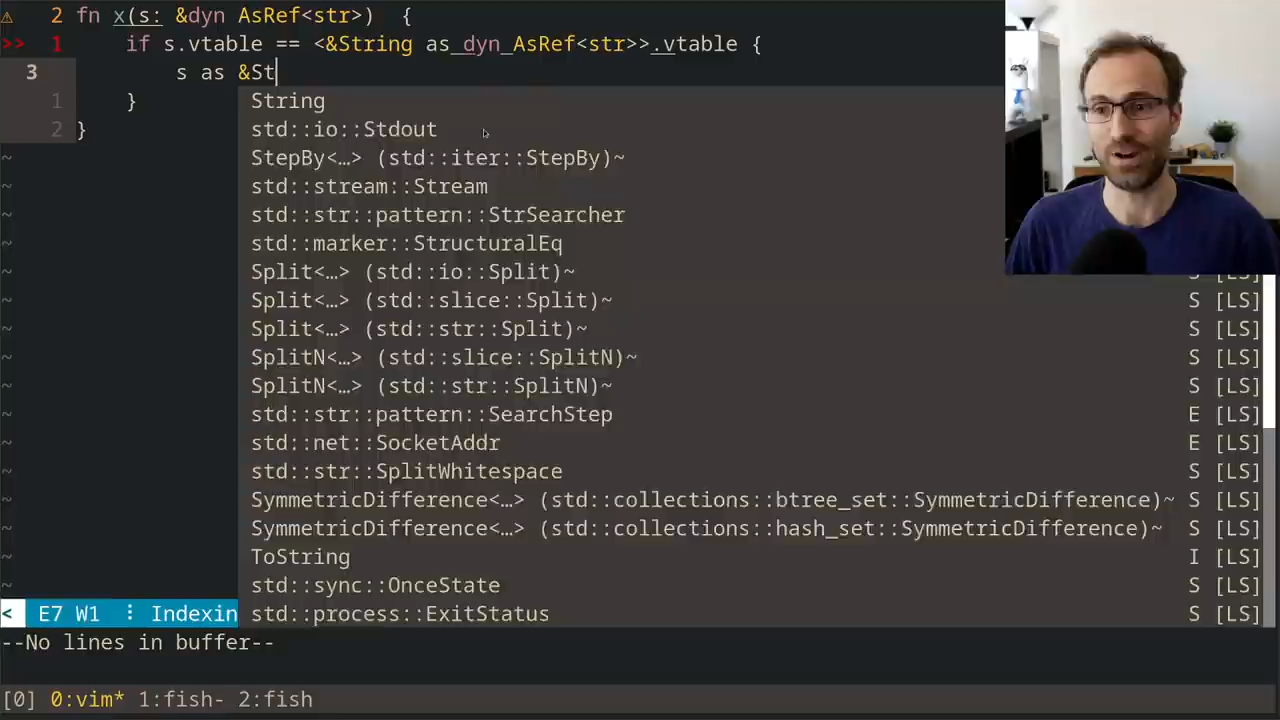 ⚠ 2 fn x(s: &dyn AsRef<str>) {
>> 1 if s.vtable == <&String as dyn AsRef<str>>.vtable {
3 s as &St
String
1 }
std::io::Stdout
2 }
~ StepBy<…> (std::iter::StepBy)~
std::stream::Stream
~ std::str::pattern::StrSearcher
~ std::marker::StructuralEq
~ Split<…> (std::io::Split)~ S [LS]
~ Split<…> (std::slice::Split)~ S [LS]
~ Split<…> (std::str::Split)~ S [LS]
~ SplitN<…> (std::slice::SplitN)~ S [LS]
~ SplitN<…> (std::str::SplitN)~ S [LS]
~ std::str::pattern::SearchStep E [LS]
~ std::net::SocketAddr E [LS]
~ std::str::SplitWhitespace S [LS]
~ SymmetricDifference<…> (std::collections::btree_set::SymmetricDifference)~ S [LS]
~ SymmetricDifference<…> (std::collections::hash_set::SymmetricDifference)~ S [LS]
~ ToString I [LS]
~ std::sync::OnceState S [LS]
< E7 W1 ⋮ Indexin std::process::ExitStatus S [LS]
--No lines in buffer--
[0] 0:vim* 1:fish- 2:fish